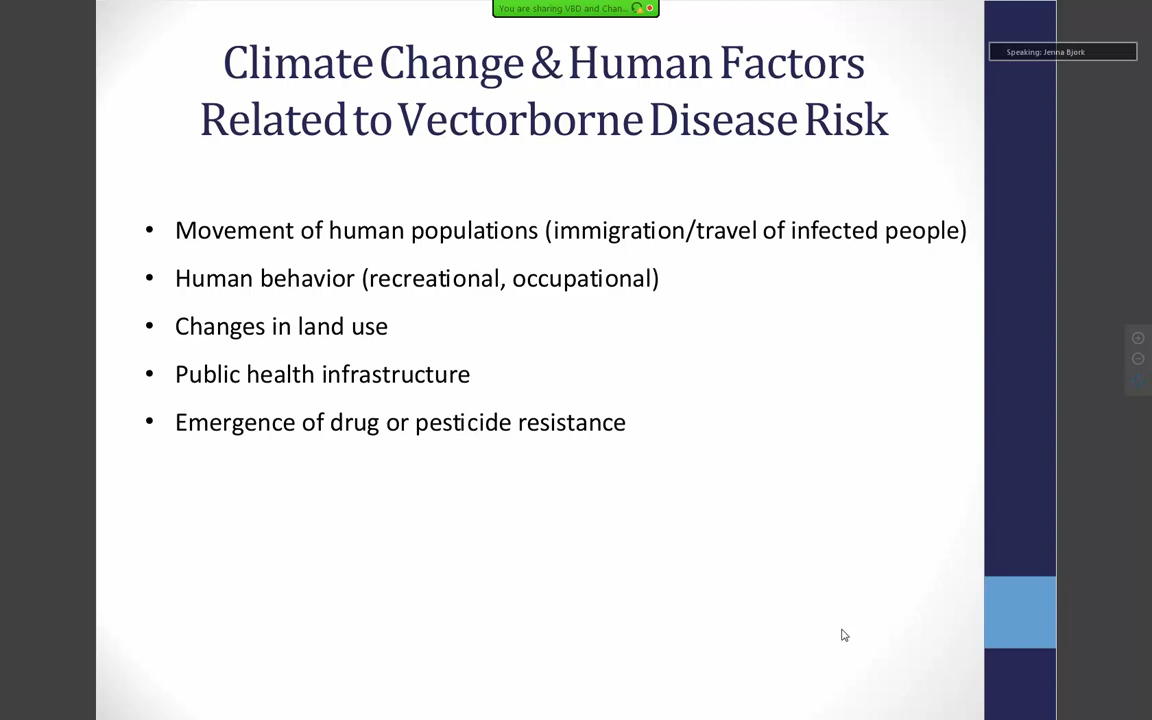 You are sharing VBD and Chan...
Speaking: Jenna Bjork
Climate Change & Human Factors
Related to Vectorborne Disease Risk
• Movement of human populations (immigration/travel of infected people)
• Human behavior (recreational, occupational)
• Changes in land use
• Public health infrastructure
• Emergence of drug or pesticide resistance